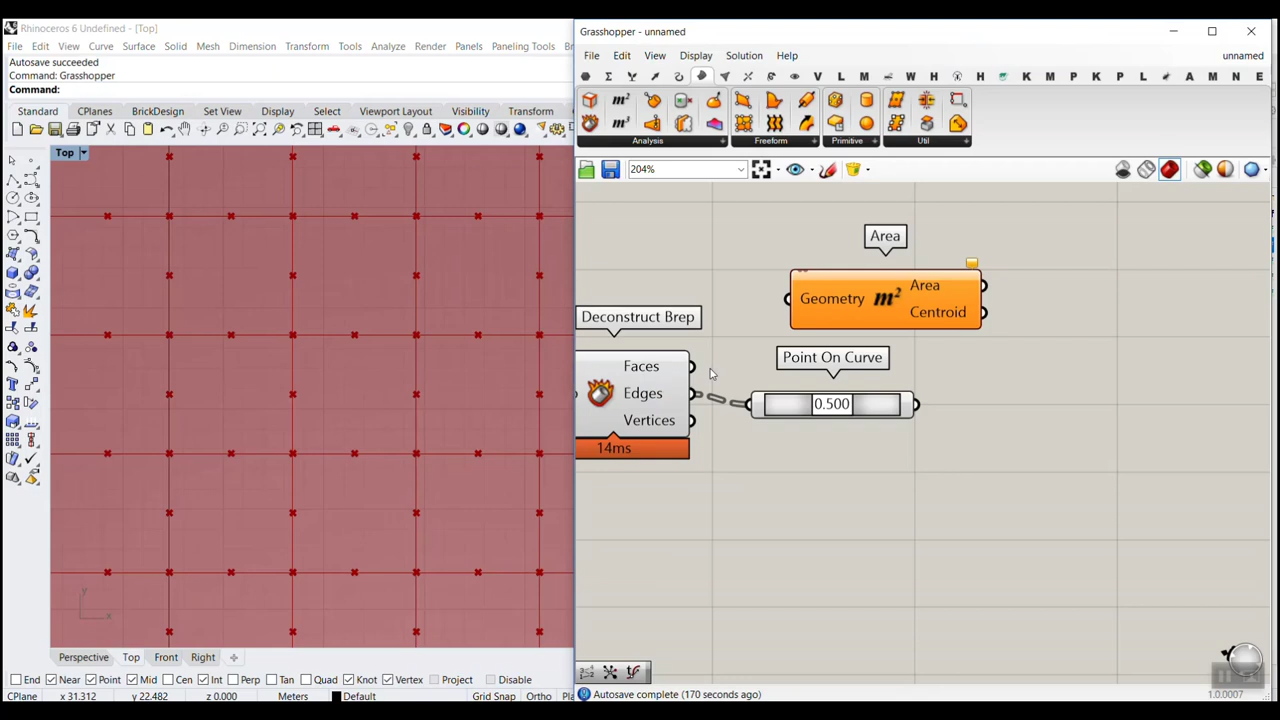 Rhinoceros 6 Undefined - [Top]
File Edit View Curve Surface Solid Mesh Dimension Transform Tools Analyze Render Panels Paneling Tools
Autosave succeeded
Command: Grasshopper
Command:
Standard CPlanes BrickDesign Set View Display Select Viewport Layout Visibility Transform
Top
y
x
Perspective Top Front Right
End Near Point Mid Cen Int Perp Tan Quad Knot Vertex Project Disable
CPlane x 31.312 y 22.482 z 0.000 Meters Default Grid Snap Ortho
Grasshopper - unnamed
File Edit View Display Solution Help unnamed
V L M W H H K M P K P L A M N E
m²
m³
Analysis Freeform Primitive Util
204%
Area
Geometry m² Area
Centroid
Deconstruct Brep
Faces
Edges
Vertices
14ms
Point On Curve
0.500
Autosave complete (170 seconds ago) 1.0.0007